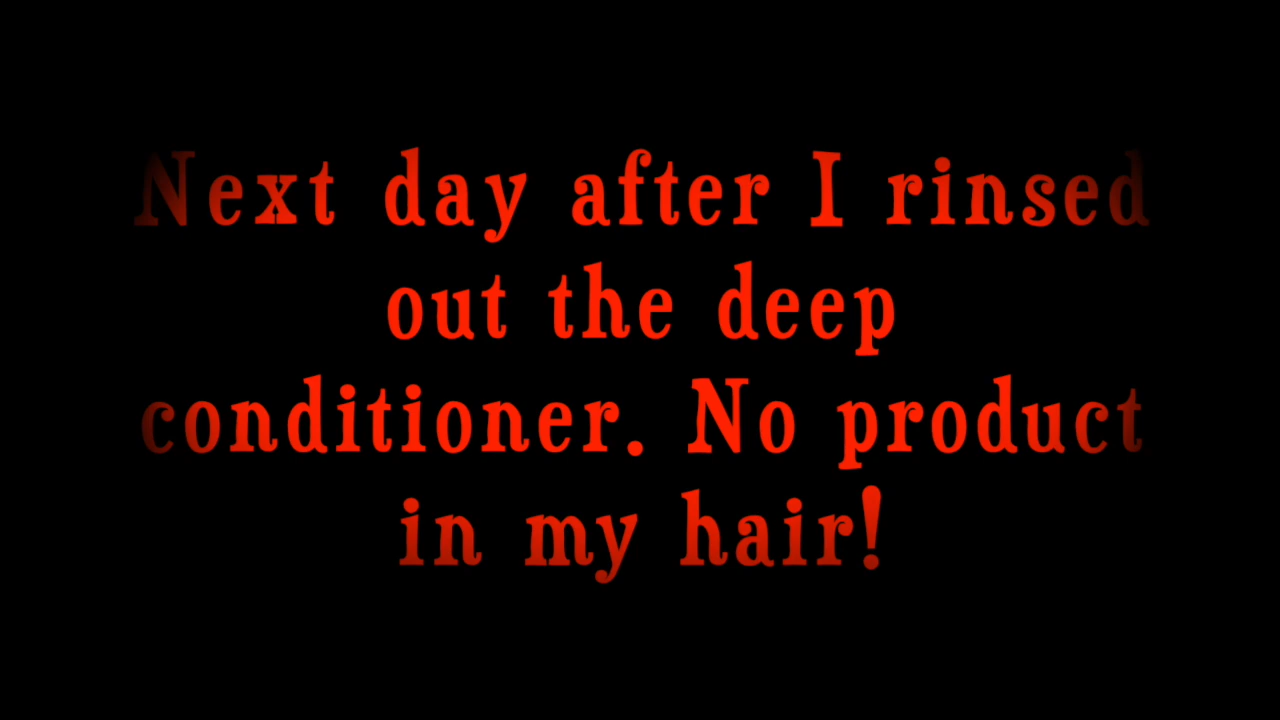 Next day after I rinsed
out the deep
conditioner. No product
in my hair!